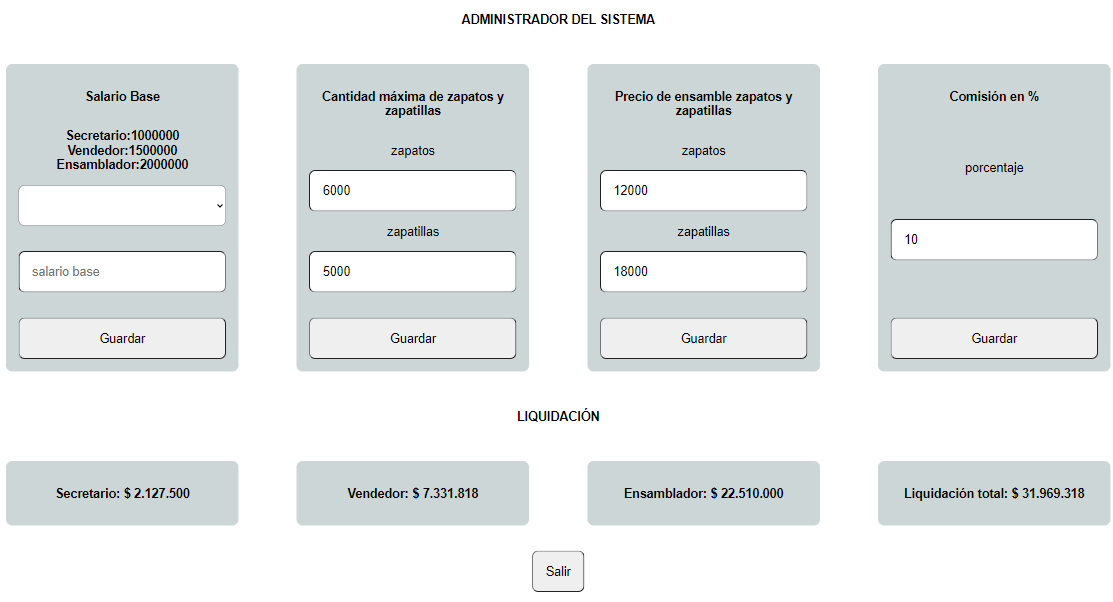 ADMINISTRADOR DEL SISTEMA
Salario Base
Secretario:1000000
Vendedor:1500000
Ensamblador:2000000
salario base
Guardar
Cantidad máxima de zapatos y
zapatillas
zapatos
6000
zapatillas
5000
Guardar
Precio de ensamble zapatos y
zapatillas
zapatos
12000
zapatillas
18000
Guardar
Comisión en %
porcentaje
10
Guardar
LIQUIDACIÓN
Secretario: $ 2.127.500
Vendedor: $ 7.331.818
Ensamblador: $ 22.510.000
Liquidación total: $ 31.969.318
Salir